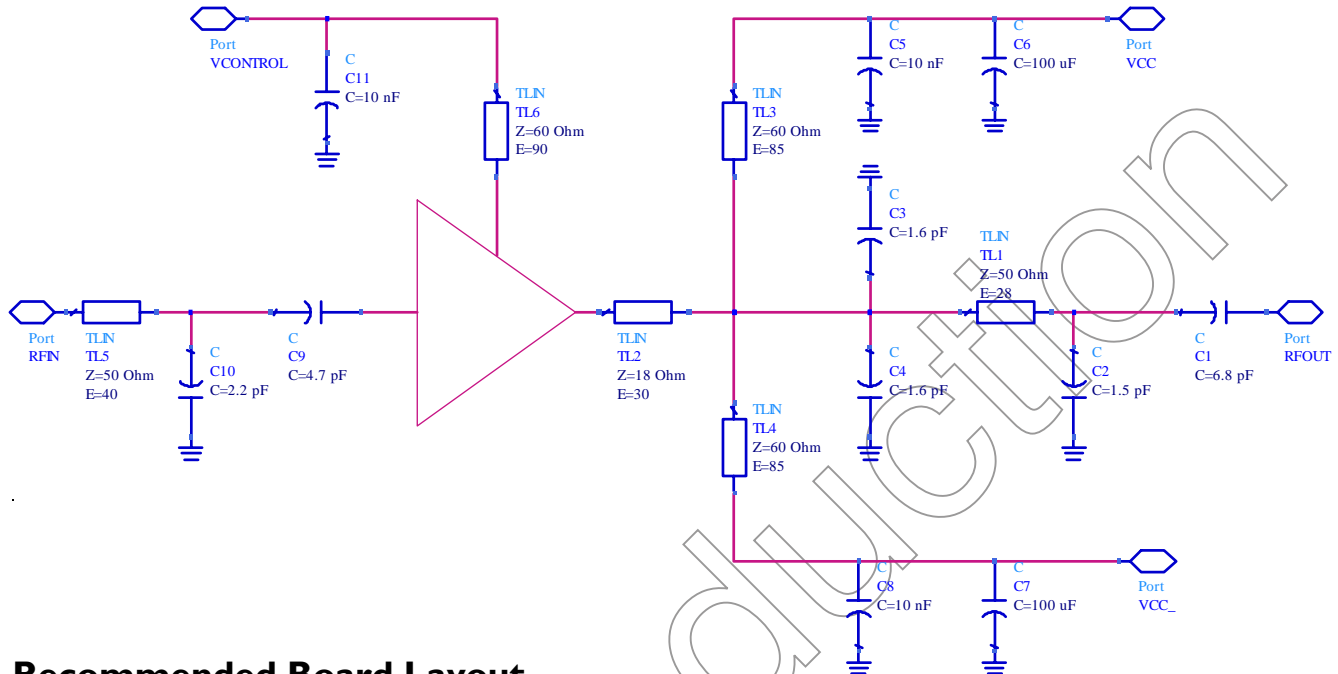 Port
VCONTROL
C
C11
C=10 nF
TLIN
TL6
Z=60 Ohm
E=90
TLIN
TL3
Z=60 Ohm
E=85
C
C5
C=10 nF
C
C6
C=100 uF
Port
VCC
C
C3
C=1.6 pF
TLIN
TL1
Z=50 Ohm
E=28
Port
RFIN
TLIN
TL5
Z=50 Ohm
E=40
C
C10
C=2.2 pF
C
C9
C=4.7 pF
TLIN
TL2
Z=18 Ohm
E=30
C
C4
C=1.6 pF
C
C2
C=1.5 pF
C
C1
C=6.8 pF
Port
RFOUT
TLIN
TL4
Z=60 Ohm
E=85
C
C8
C=10 nF
C
C7
C=100 uF
Port
VCC_
Recommended Board Layout
duction